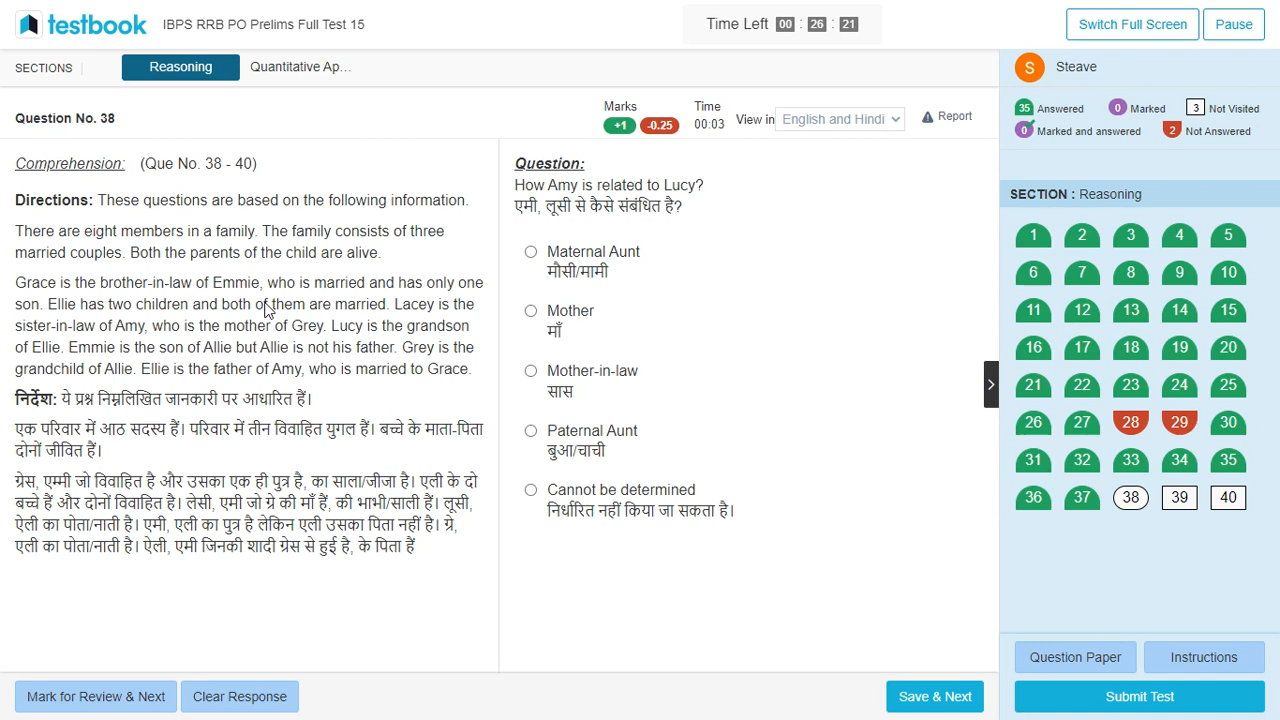 testbook IBPS RRB PO Prelims Full Test 15 Time Left 00 : 26 : 21 Switch Full Screen Pause
SECTIONS Reasoning Quantitative Ap... S Steave
Question No. 38 Marks +1 -0.25 Time 00:03 View in English and Hindi Report
35 Answered 0 Marked 3 Not Visited
0 Marked and answered 2 Not Answered
Comprehension: (Que No. 38 - 40)
Directions: These questions are based on the following information.
There are eight members in a family. The family consists of three
married couples. Both the parents of the child are alive.
Grace is the brother-in-law of Emmie, who is married and has only one
son. Ellie has two children and both of them are married. Lacey is the
sister-in-law of Amy, who is the mother of Grey. Lucy is the grandson
of Ellie. Emmie is the son of Allie but Allie is not his father. Grey is the
grandchild of Allie. Ellie is the father of Amy, who is married to Grace.
निर्देश: ये प्रश्न निम्नलिखित जानकारी पर आधारित हैं।
एक परिवार में आठ सदस्य हैं। परिवार में तीन विवाहित युगल हैं। बच्चे के माता-पिता
दोनों जीवित हैं।
ग्रेस, एम्मी जो विवाहित है और उसका एक ही पुत्र है, का साला/जीजा है। एली के दो
बच्चे हैं और दोनों विवाहित है। लेसी, एमी जो ग्रे की माँ हैं, की भाभी/साली हैं। लूसी,
ऐली का पोता/नाती है। एमी, एली का पुत्र है लेकिन एली उसका पिता नहीं है। ग्रे,
एली का पोता/नाती है। ऐली, एमी जिनकी शादी ग्रेस से हुई है, के पिता हैं
Question:
How Amy is related to Lucy?
एमी, लूसी से कैसे संबंधित है?
Maternal Aunt
मौसी/मामी
Mother
माँ
Mother-in-law
सास
Paternal Aunt
बुआ/चाची
Cannot be determined
निर्धारित नहीं किया जा सकता है।
SECTION : Reasoning
1 2 3 4 5
6 7 8 9 10
11 12 13 14 15
16 17 18 19 20
21 22 23 24 25
26 27 28 29 30
31 32 33 34 35
36 37 38 39 40
Mark for Review & Next Clear Response Save & Next
Question Paper Instructions
Submit Test